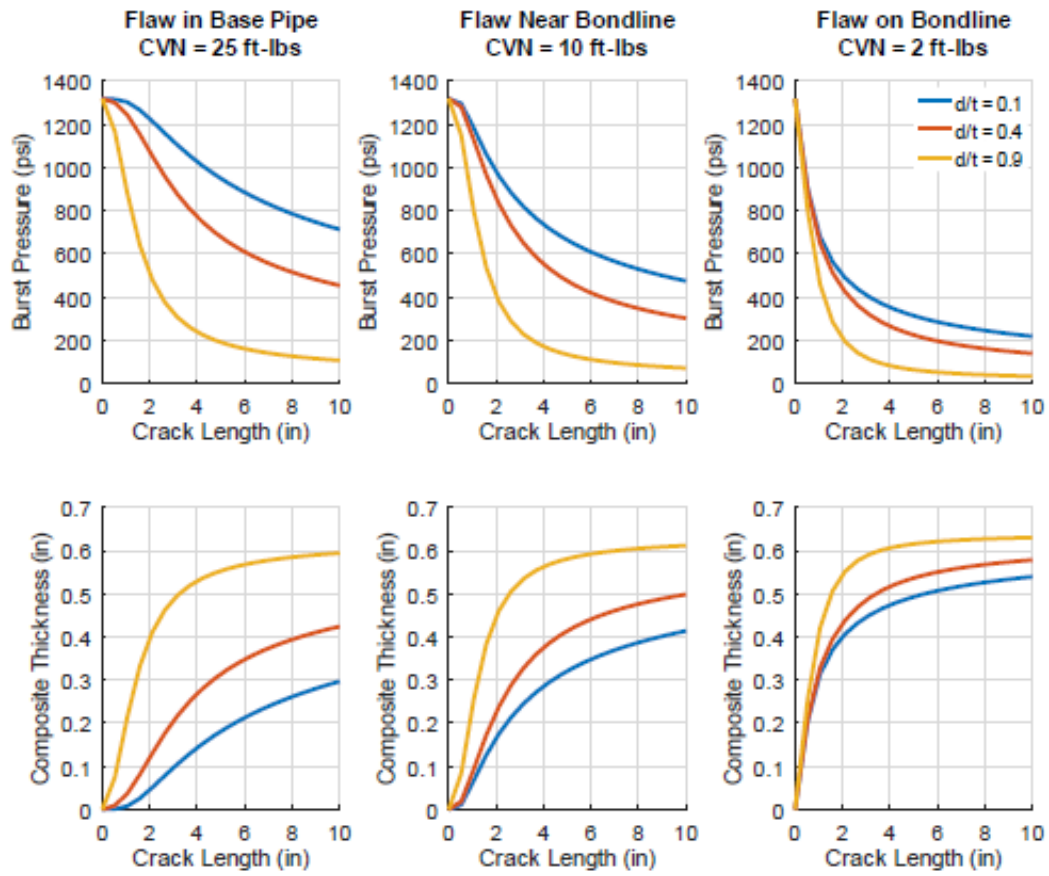 Flaw in Base Pipe
CVN = 25 ft-lbs
Flaw Near Bondline
CVN = 10 ft-lbs
Flaw on Bondline
CVN = 2 ft-lbs
Burst Pressure (psi)
1400
1200
1000
800
600
400
200
0
0 2 4 6 8 10
Crack Length (in)
Burst Pressure (psi)
1400
1200
1000
800
600
400
200
0
0 2 4 6 8 10
Crack Length (in)
Burst Pressure (psi)
1400
1200
1000
800
600
400
200
0
0 2 4 6 8 10
Crack Length (in)
d/t = 0.1
d/t = 0.4
d/t = 0.9
Composite Thickness (in)
0.7
0.6
0.5
0.4
0.3
0.2
0.1
0
0 2 4 6 8 10
Crack Length (in)
Composite Thickness (in)
0.7
0.6
0.5
0.4
0.3
0.2
0.1
0
0 2 4 6 8 10
Crack Length (in)
Composite Thickness (in)
0.7
0.6
0.5
0.4
0.3
0.2
0.1
0
0 2 4 6 8 10
Crack Length (in)